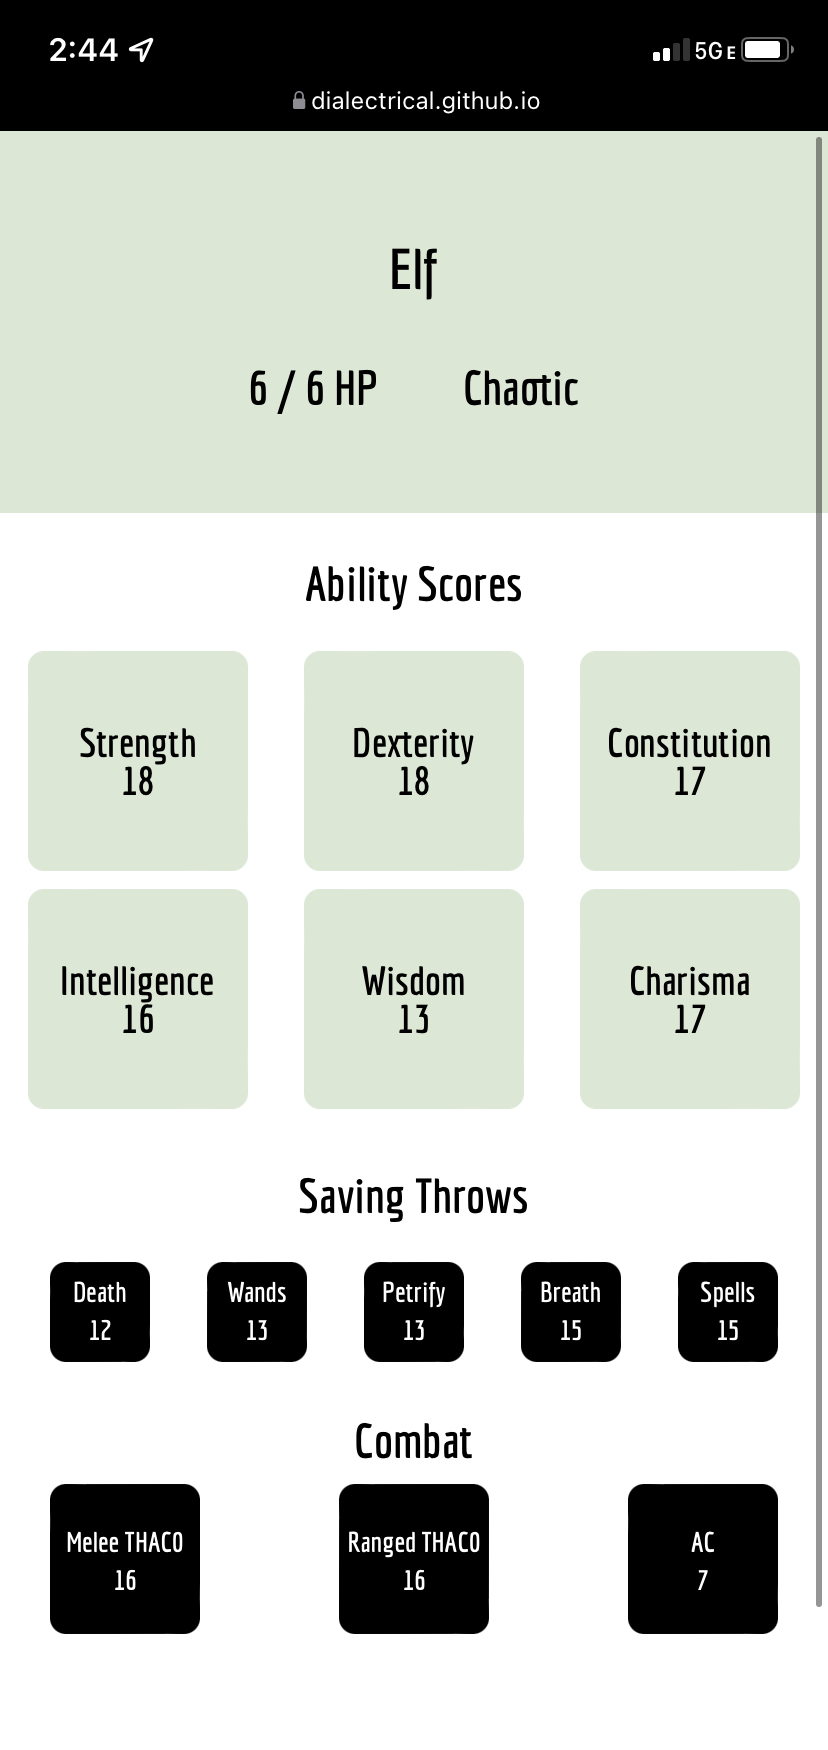 2:44
5G E
dialectrical.github.io
Elf
6 / 6 HP Chaotic
Ability Scores
Strength Dexterity Constitution
18 18 17
Intelligence Wisdom Charisma
16 13 17
Saving Throws
Death Wands Petrify Breath Spells
12 13 13 15 15
Combat
Melee THAC0 Ranged THAC0 AC
16 16 7